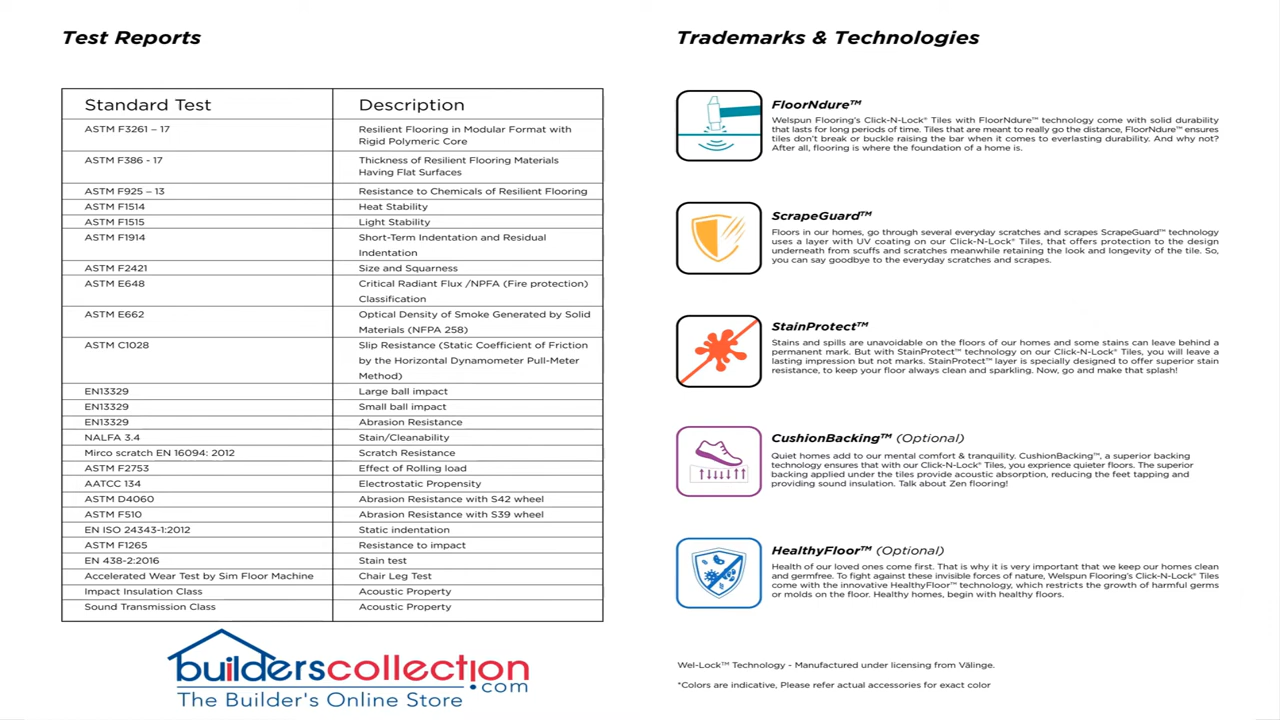 Test Reports
Standard Test Description
ASTM F3261 – 17 Resilient Flooring in Modular Format with
Rigid Polymeric Core
ASTM F386 - 17 Thickness of Resilient Flooring Materials
Having Flat Surfaces
ASTM F925 – 13 Resistance to Chemicals of Resilient Flooring
ASTM F1514 Heat Stability
ASTM F1515 Light Stability
ASTM F1914 Short-Term Indentation and Residual
Indentation
ASTM F2421 Size and Squarness
ASTM E648 Critical Radiant Flux /NPFA (Fire protection)
Classification
ASTM E662 Optical Density of Smoke Generated by Solid
Materials (NFPA 258)
ASTM C1028 Slip Resistance (Static Coefficient of Friction
by the Horizontal Dynamometer Pull-Meter
Method)
EN13329 Large ball impact
EN13329 Small ball impact
EN13329 Abrasion Resistance
NALFA 3.4 Stain/Cleanability
Mirco scratch EN 16094: 2012 Scratch Resistance
ASTM F2753 Effect of Rolling load
AATCC 134 Electrostatic Propensity
ASTM D4060 Abrasion Resistance with S42 wheel
ASTM F510 Abrasion Resistance with S39 wheel
EN ISO 24343-1:2012 Static indentation
ASTM F1265 Resistance to impact
EN 438-2:2016 Stain test
Accelerated Wear Test by Sim Floor Machine Chair Leg Test
Impact Insulation Class Acoustic Property
Sound Transmission Class Acoustic Property
builderscollection
.com
The Builder's Online Store
Trademarks & Technologies
FloorNdure™
Welspun Flooring's Click-N-Lock® Tiles with FloorNdure™ technology come with solid durability
that lasts for long periods of time. Tiles that are meant to really go the distance, FloorNdure™ ensures
tiles don't break or buckle raising the bar when it comes to everlasting durability. And why not?
After all, flooring is where the foundation of a home is.
ScrapeGuard™
Floors in our homes, go through several everyday scratches and scrapes ScrapeGuard™ technology
uses a layer with UV coating on our Click-N-Lock® Tiles, that offers protection to the design
underneath from scuffs and scratches meanwhile retaining the look and longevity of the tile. So,
you can say goodbye to the everyday scratches and scrapes.
StainProtect™
Stains and spills are unavoidable on the floors of our homes and some stains can leave behind a
permanent mark. But with StainProtect™ technology on our Click-N-Lock® Tiles, you will leave a
lasting impression but not marks. StainProtect™ layer is specially designed to offer superior stain
resistance, to keep your floor always clean and sparkling. Now, go and make that splash!
CushionBacking™ (Optional)
Quiet homes add to our mental comfort & tranquility. CushionBacking™, a superior backing
technology ensures that with our Click-N-Lock® Tiles, you exprience quieter floors. The superior
backing applied under the tiles provide acoustic absorption, reducing the feet tapping and
providing sound insulation. Talk about Zen flooring!
HealthyFloor™ (Optional)
Health of our loved ones come first. That is why it is very important that we keep our homes clean
and germfree. To fight against these invisible forces of nature, Welspun Flooring's Click-N-Lock® Tiles
come with the innovative HealthyFloor™ technology, which restricts the growth of harmful germs
or molds on the floor. Healthy homes, begin with healthy floors.
Wel-Lock™ Technology - Manufactured under licensing from Välinge.
*Colors are indicative, Please refer actual accessories for exact color